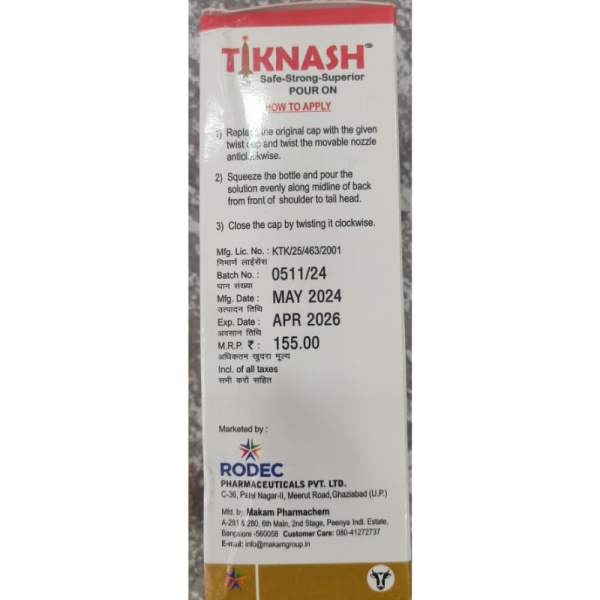 TIKNASH
Safe-Strong-Superior
POUR ON
HOW TO APPLY
1) Replace the original cap with the given
twist cap and twist the movable nozzle
anticlockwise.
2) Squeeze the bottle and pour the
solution evenly along midline of back
from front of shoulder to tail head.
3) Close the cap by twisting it clockwise.
Mfg. Lic. No. : KTK/25/463/2001
निमार्ण लाईसेंस
Batch No. : 0511/24
घान संख्या
Mfg. Date : MAY 2024
उत्पादन तिथि
Exp. Date : APR 2026
अवसान तिथि
M.R.P. ₹ : 155.00
अधिकतम खुदरा मूल्य
Incl. of all taxes
सभी करों सहित
Marketed by :
RODEC
PHARMACEUTICALS PVT. LTD.
C-36, Patel Nagar-II, Meerut Road, Ghaziabad (U.P.)
Mfd. by Makam Pharmachem
A-281 & 280, 6th Main, 2nd Stage, Peenya Indl. Estate,
Bangalore -560058 Customer Care: 080-41272737
E-mail: info@makamgroup.in